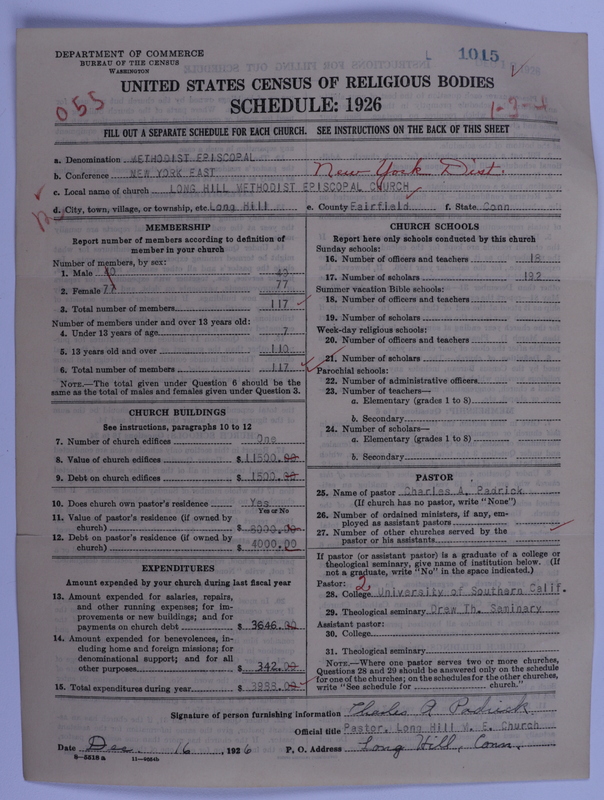 DEPARTMENT OF COMMERCE
BUREAU OF THE CENSUS
WASHINGTON
L 1015
UNITED STATES CENSUS OF RELIGIOUS BODIES
SCHEDULE: 1926
055
1-3-4
FILL OUT A SEPARATE SCHEDULE FOR EACH CHURCH. SEE INSTRUCTIONS ON THE BACK OF THIS SHEET
a. Denomination METHODIST EPISCOPAL
b. Conference NEW YORK EAST New York Dist.
c. Local name of church LONG HILL METHODIST EPISCOPAL CHURCH
d. City, town, village, or township, etc. Long Hill e. County Fairfield f. State Conn
MEMBERSHIP
Report number of members according to definition of member in your church
Number of members, by sex:
1. Male 40 40
2. Female 77 77
3. Total number of members 117
Number of members under and over 13 years old:
4. Under 13 years of age 7
5. 13 years old and over 110
6. Total number of members 117
NOTE.—The total given under Question 6 should be the same as the total of males and females given under Question 3.
CHURCH BUILDINGS
See instructions, paragraphs 10 to 12
7. Number of church edifices One
8. Value of church edifices $ 11500.00
9. Debt on church edifices $ 1500.00
10. Does church own pastor's residence Yes
Yes or No
11. Value of pastor's residence (if owned by church) $ 8000.00
12. Debt on pastor's residence (if owned by church) $ 4000.00
EXPENDITURES
Amount expended by your church during last fiscal year
13. Amount expended for salaries, repairs, and other running expenses; for improvements or new buildings; and for payments on church debt $ 3646.00
14. Amount expended for benevolences, including home and foreign missions; for denominational support; and for all other purposes $ 342.00
15. Total expenditures during year $ 3988.00
CHURCH SCHOOLS
Report here only schools conducted by this church
Sunday schools:
16. Number of officers and teachers 18
17. Number of scholars 192
Summer vacation Bible schools:
18. Number of officers and teachers
19. Number of scholars
Week-day religious schools:
20. Number of officers and teachers
21. Number of scholars
Parochial schools:
22. Number of administrative officers
23. Number of teachers—
a. Elementary (grades 1 to 8)
b. Secondary
24. Number of scholars—
a. Elementary (grades 1 to 8)
b. Secondary
PASTOR
25. Name of pastor Charles A. Padrick
(If church has no pastor, write "None")
26. Number of ordained ministers, if any, employed as assistant pastors
27. Number of other churches served by the pastor or his assistants
If pastor (or assistant pastor) is a graduate of a college or theological seminary, give name of institution below. (If not a graduate, write "No" in the space indicated.)
Pastor: 2
28. College University of Southern Calif.
29. Theological seminary Drew Th. Seminary
Assistant pastor:
30. College
31. Theological seminary
NOTE.—Where one pastor serves two or more churches, Questions 28 and 29 should be answered only on the schedule for one of the churches; on the schedules for the other churches, write "See schedule for church."
Signature of person furnishing information Charles A Padrick
Official title Pastor, Long Hill M. E. Church
Date Dec. 16, 1926 P. O. Address Long Hill, Conn.
8-5218 a 11-9064b